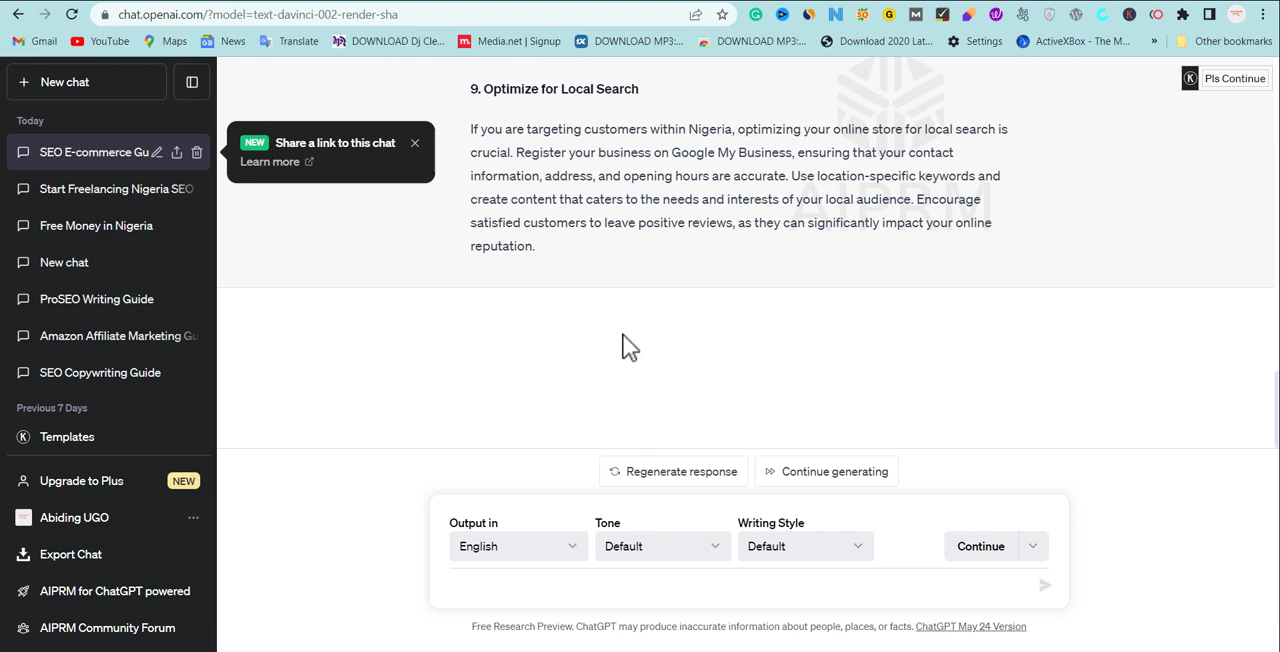 chat.openai.com/?model=text-davinci-002-render-sha
Gmail YouTube Maps News Translate DOWNLOAD Dj Cle... Media.net | Signup DOWNLOAD MP3:... DOWNLOAD MP3:... Download 2020 Lat... Settings ActiveXBox - The M... » Other bookmarks
+ New chat
Today
SEO E-commerce Gu
Start Freelancing Nigeria SEO
Free Money in Nigeria
New chat
ProSEO Writing Guide
Amazon Affiliate Marketing Gu
SEO Copywriting Guide
Previous 7 Days
Templates
Upgrade to Plus NEW
Abiding UGO
Export Chat
AIPRM for ChatGPT powered
AIPRM Community Forum
NEW Share a link to this chat
Learn more
K Pls Continue
9. Optimize for Local Search
If you are targeting customers within Nigeria, optimizing your online store for local search is
crucial. Register your business on Google My Business, ensuring that your contact
information, address, and opening hours are accurate. Use location-specific keywords and
create content that caters to the needs and interests of your local audience. Encourage
satisfied customers to leave positive reviews, as they can significantly impact your online
reputation.
AIPRM
Regenerate response Continue generating
Output in Tone Writing Style
English Default Default Continue
Free Research Preview. ChatGPT may produce inaccurate information about people, places, or facts. ChatGPT May 24 Version